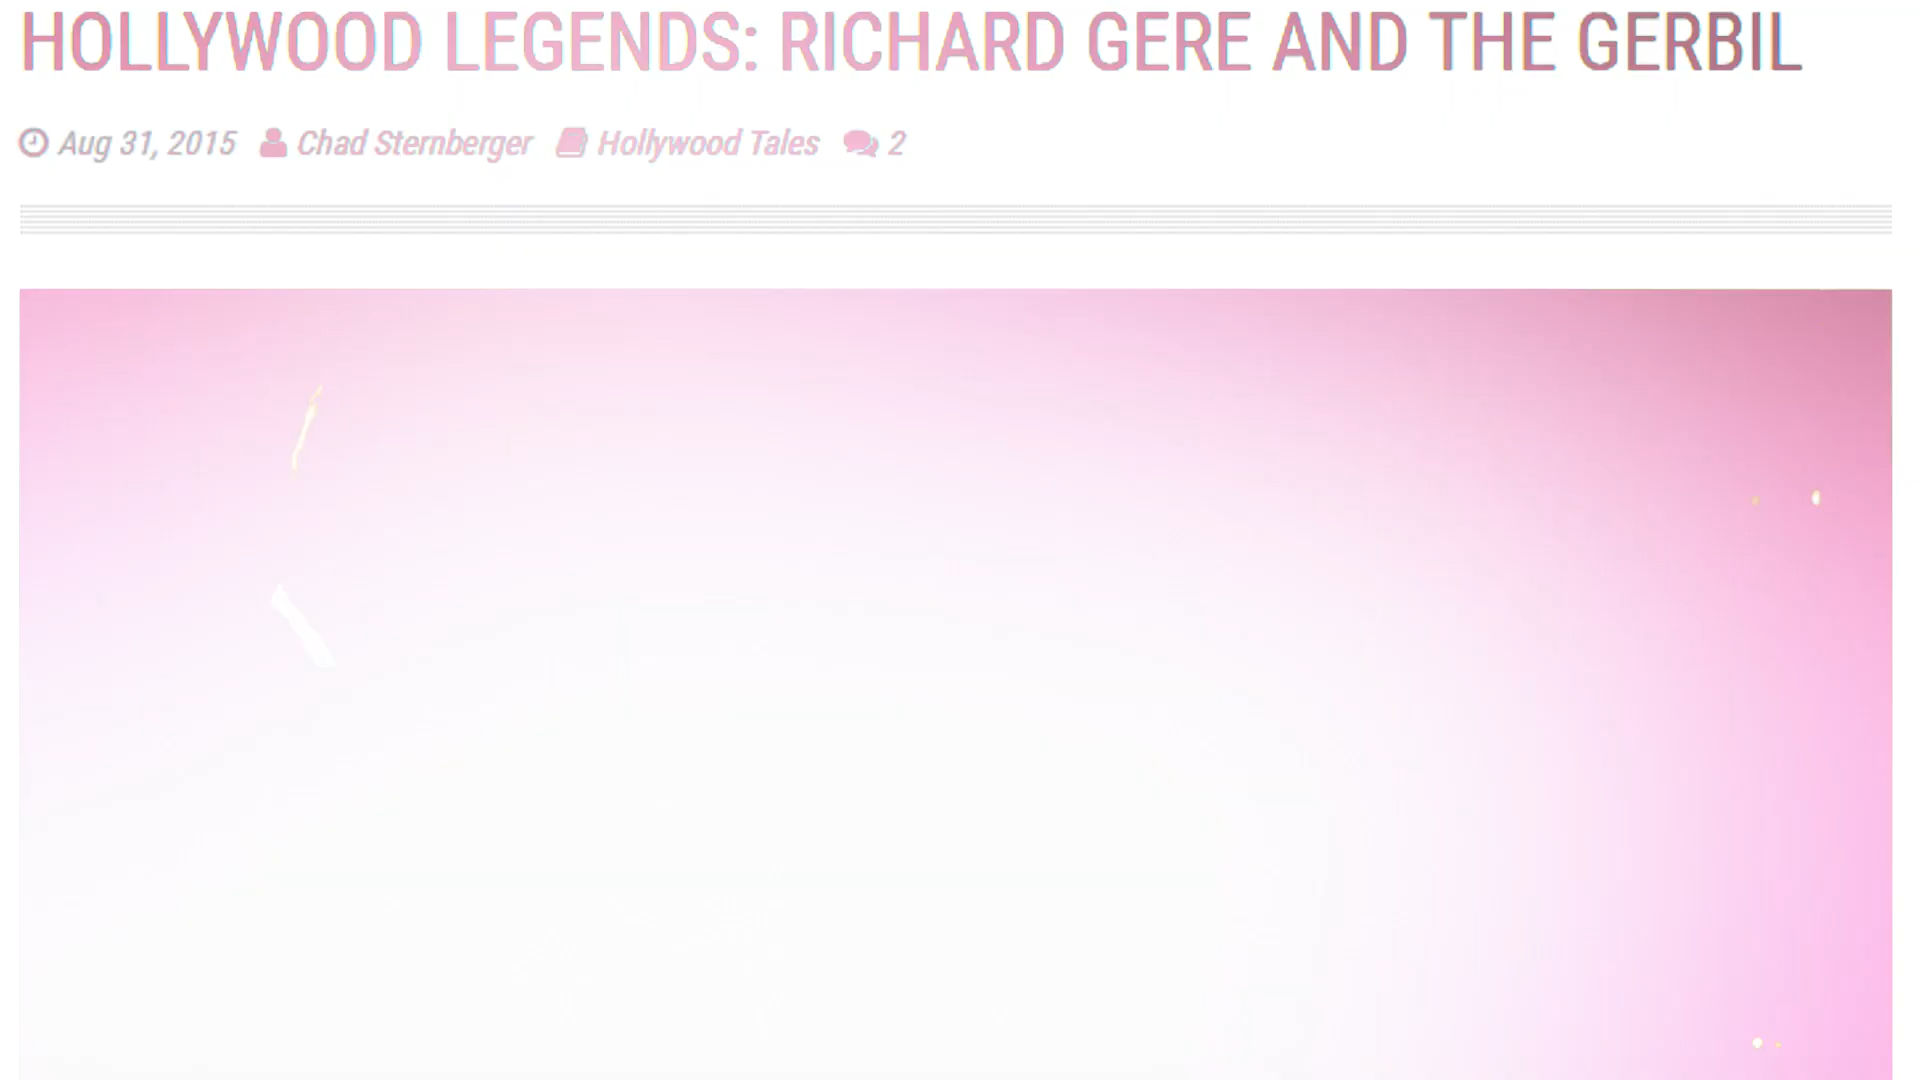 HOLLYWOOD LEGENDS: RICHARD GERE AND THE GERBIL
Aug 31, 2015 Chad Sternberger Hollywood Tales 2